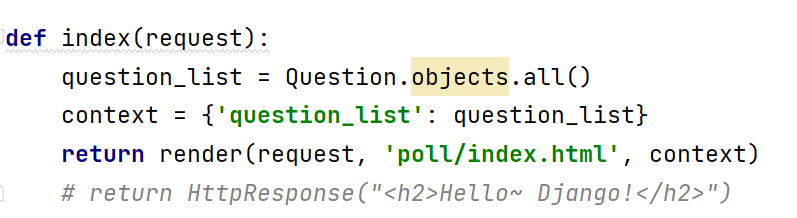 def index(request):
    question_list = Question.objects.all()
    context = {'question_list': question_list}
    return render(request, 'poll/index.html', context)
    # return HttpResponse("<h2>Hello~ Django!</h2>")